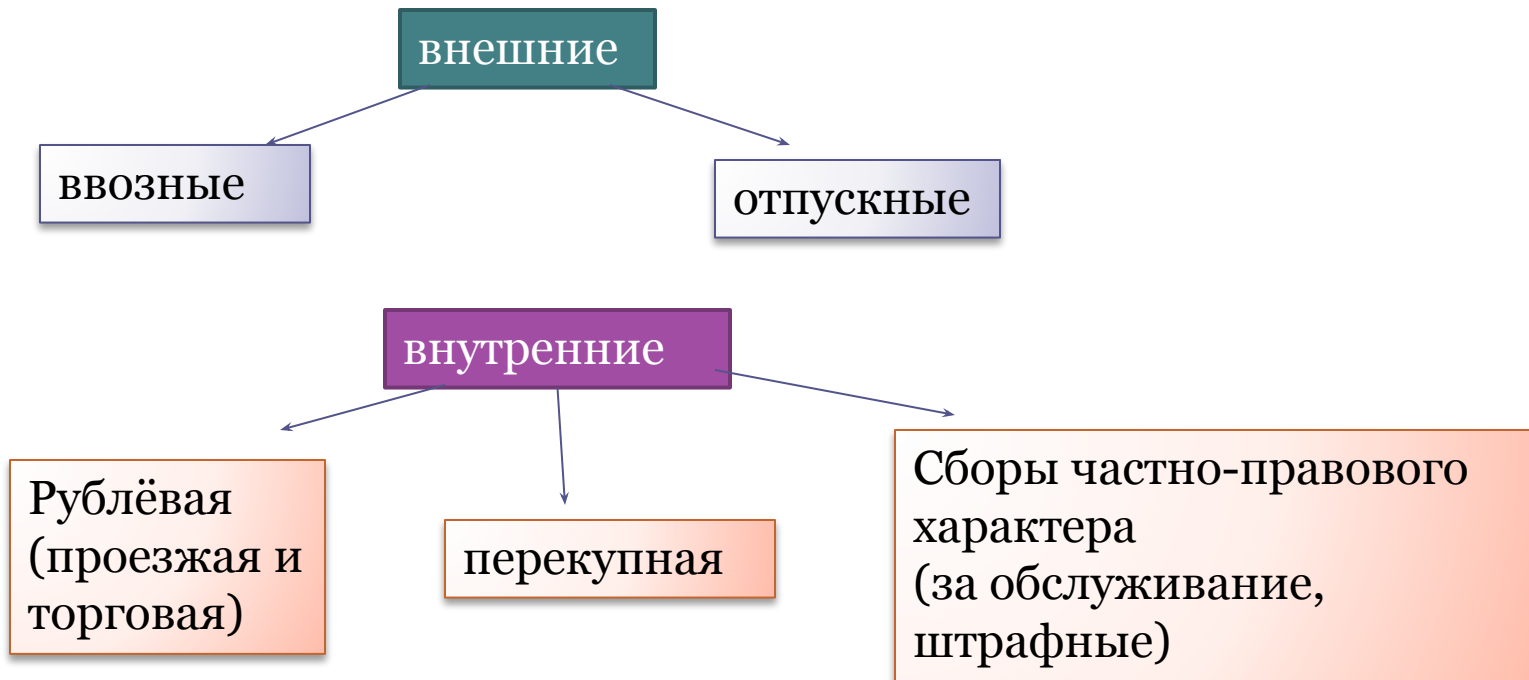 внешние
ввозные
отпускные
внутренние
Рублёвая
(проезжая и
торговая)
перекупная
Сборы частно-правового
характера
(за обслуживание,
штрафные)